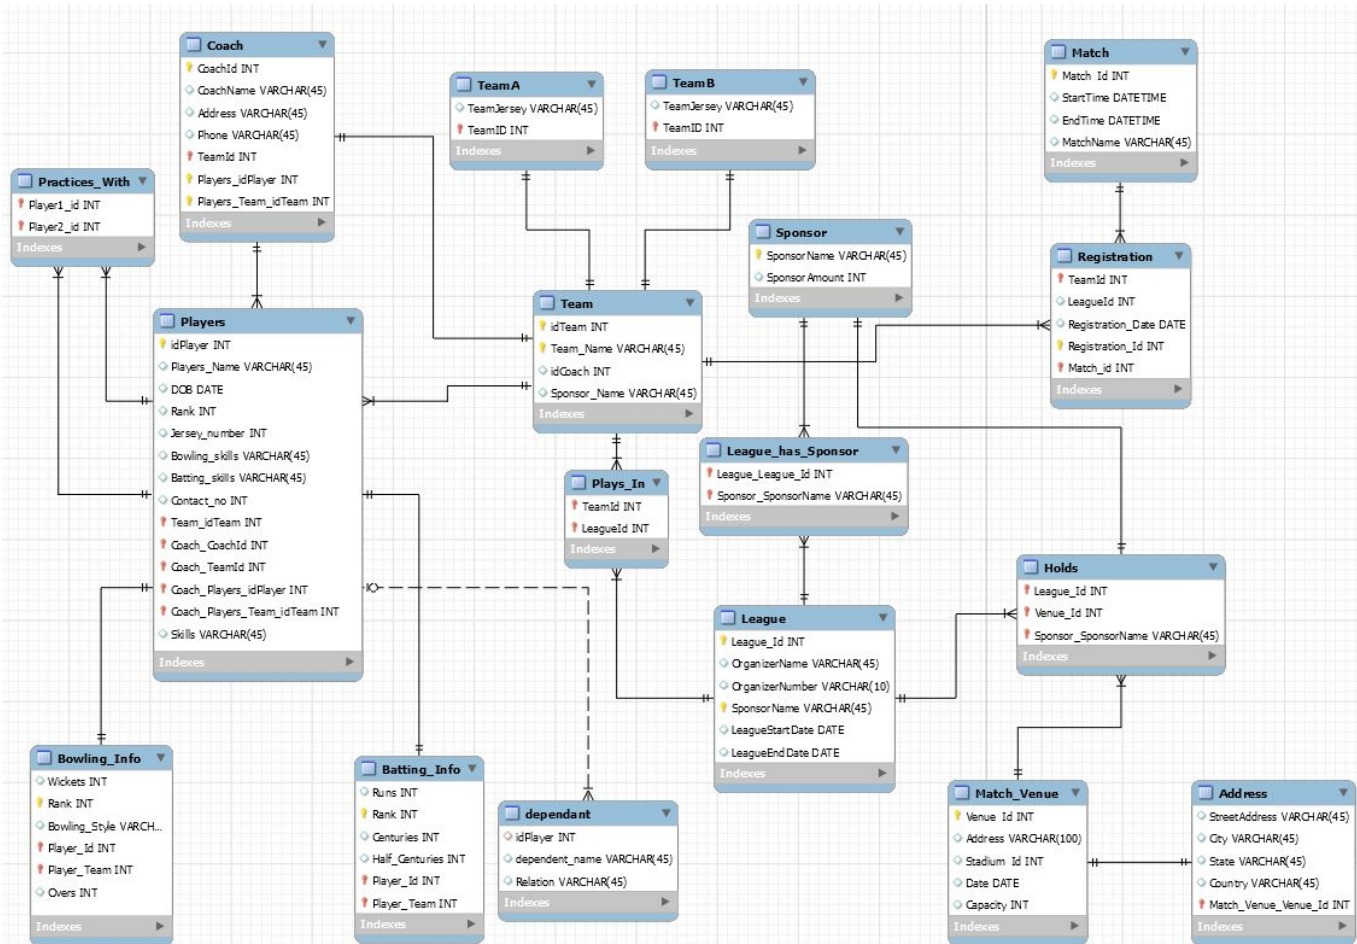 Coach
CoachId INT
CoachName VARCHAR(45)
Address VARCHAR(45)
Phone VARCHAR(45)
TeamId INT
Players_idPlayer INT
Players_Team_idTeam INT
Indexes
TeamA
TeamJersey VARCHAR(45)
TeamID INT
Indexes
TeamB
TeamJersey VARCHAR(45)
TeamID INT
Indexes
Match
Match_Id INT
StartTime DATETIME
EndTime DATETIME
MatchName VARCHAR(45)
Indexes
Practices_With
Player1_id INT
Player2_id INT
Indexes
Sponsor
SponsorName VARCHAR(45)
SponsorAmount INT
Indexes
Registration
TeamId INT
LeagueId INT
Registration_Date DATE
Registration_Id INT
Match_id INT
Indexes
Players
idPlayer INT
Players_Name VARCHAR(45)
DOB DATE
Rank INT
Jersey_number INT
Bowling_skills VARCHAR(45)
Batting_skills VARCHAR(45)
Contact_no INT
Team_idTeam INT
Coach_CoachId INT
Coach_TeamId INT
Coach_Players_idPlayer INT
Coach_Players_Team_idTeam INT
Skills VARCHAR(45)
Indexes
Team
idTeam INT
Team_Name VARCHAR(45)
idCoach INT
Sponsor_Name VARCHAR(45)
Indexes
League_has_Sponsor
League_League_Id INT
Sponsor_SponsorName VARCHAR(45)
Indexes
Plays_In
TeamId INT
LeagueId INT
Indexes
Holds
League_Id INT
Venue_Id INT
Sponsor_SponsorName VARCHAR(45)
Indexes
League
League_Id INT
OrganizerName VARCHAR(45)
OrganizerNumber VARCHAR(10)
SponsorName VARCHAR(45)
LeagueStartDate DATE
LeagueEndDate DATE
Indexes
Bowling_Info
Wickets INT
Rank INT
Bowling_Style VARCH...
Player_Id INT
Player_Team INT
Overs INT
Indexes
Batting_Info
Runs INT
Rank INT
Centuries INT
Half_Centuries INT
Player_Id INT
Player_Team INT
Indexes
dependant
idPlayer INT
dependent_name VARCHAR(45)
Relation VARCHAR(45)
Indexes
Match_Venue
Venue_Id INT
Address VARCHAR(100)
Stadium_Id INT
Date DATE
Capacity INT
Indexes
Address
StreetAddress VARCHAR(45)
City VARCHAR(45)
State VARCHAR(45)
Country VARCHAR(45)
Match_Venue_Venue_Id INT
Indexes